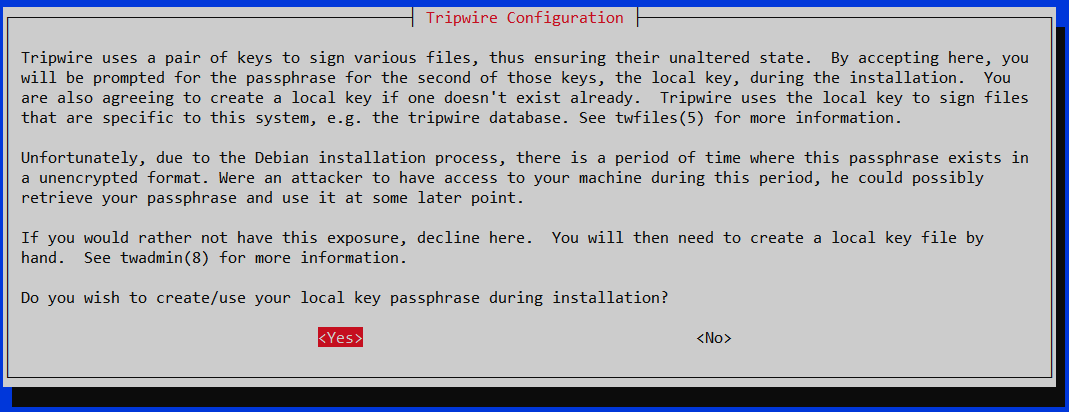 Tripwire Configuration
Tripwire uses a pair of keys to sign various files, thus ensuring their unaltered state.  By accepting here, you
will be prompted for the passphrase for the second of those keys, the local key, during the installation.  You
are also agreeing to create a local key if one doesn't exist already.  Tripwire uses the local key to sign files
that are specific to this system, e.g. the tripwire database. See twfiles(5) for more information.
Unfortunately, due to the Debian installation process, there is a period of time where this passphrase exists in
a unencrypted format. Were an attacker to have access to your machine during this period, he could possibly
retrieve your passphrase and use it at some later point.
If you would rather not have this exposure, decline here.  You will then need to create a local key file by
hand.  See twadmin(8) for more information.
Do you wish to create/use your local key passphrase during installation?
<Yes> <No>